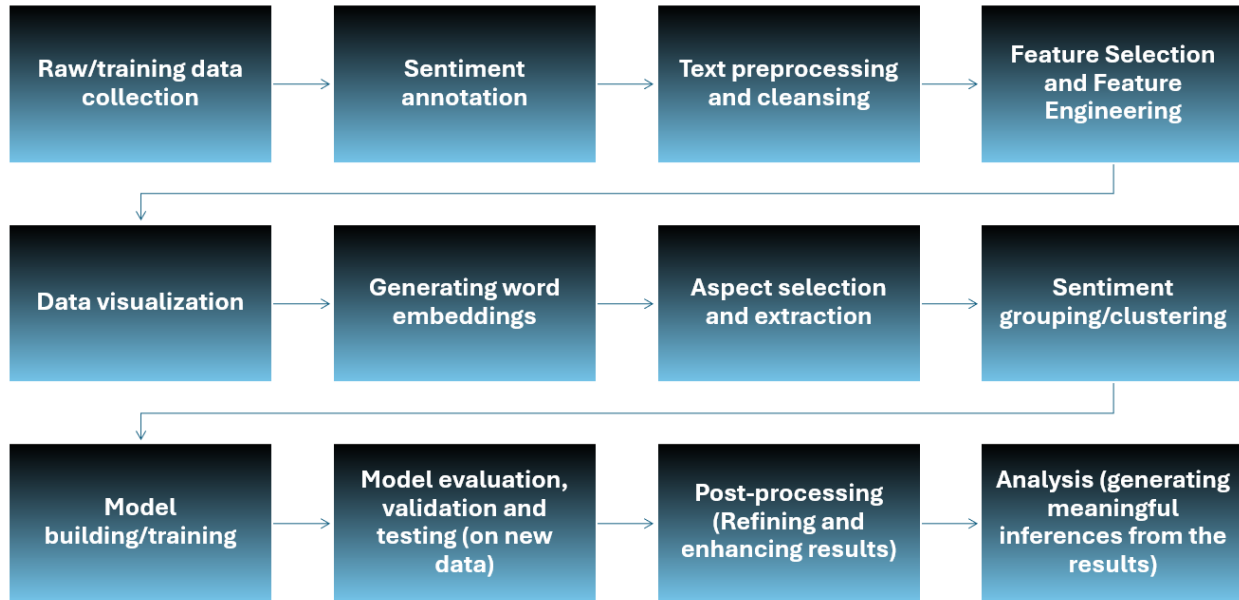 Raw/training data
collection
Sentiment
annotation
Text preprocessing
and cleansing
Feature Selection
and Feature
Engineering
Data visualization
Generating word
embeddings
Aspect selection
and extraction
Sentiment
grouping/clustering
Model
building/training
Model evaluation,
validation and
testing (on new
data)
Post-processing
(Refining and
enhancing results)
Analysis (generating
meaningful
inferences from the
results)